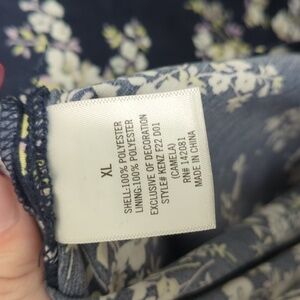 XL
SHELL:100% POLYESTER
LINING:100% POLYESTER
EXCLUSIVE OF DECORATION
STYLE# KENZ F22 D01
(CAMELA)
RN# 142081
MADE IN CHINA